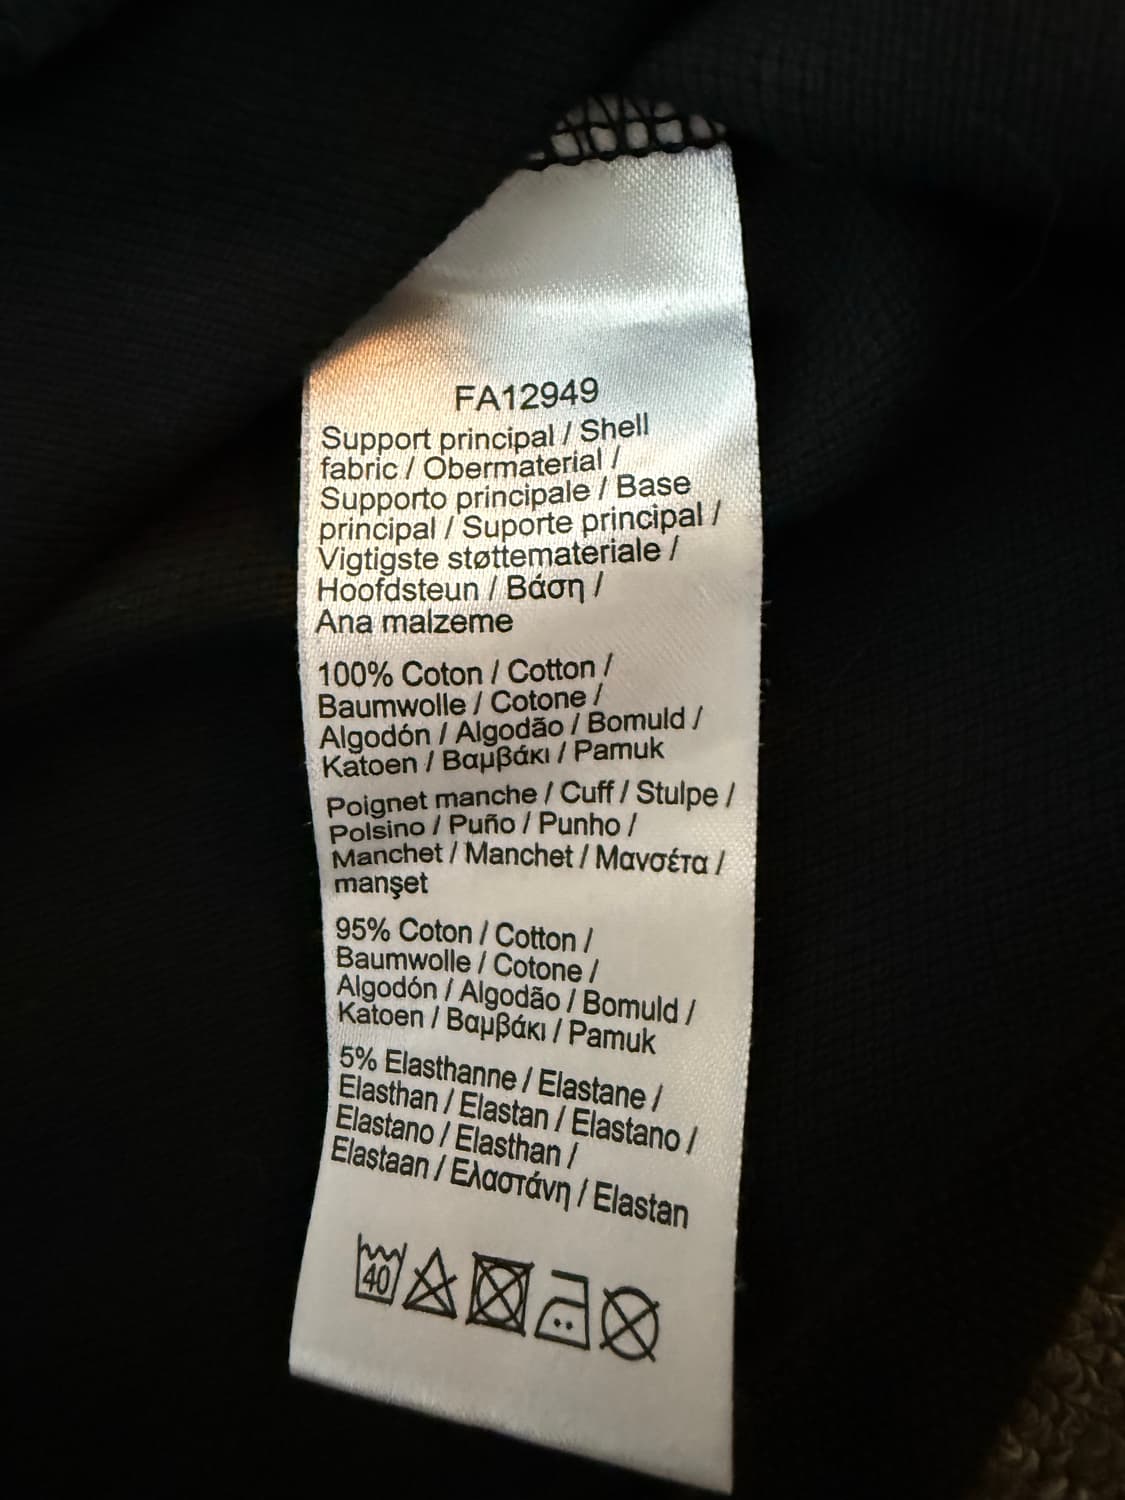 FA12949
Support principal / Shell
fabric / Obermaterial /
Supporto principale / Base
principal / Suporte principal /
Vigtigste støttemateriale /
Hoofdsteun / Βάση /
Ana malzeme
100% Coton / Cotton /
Baumwolle / Cotone /
Algodón / Algodão / Bomuld /
Katoen / Βαμβάκι / Pamuk
Poignet manche / Cuff / Stulpe /
Polsino / Puño / Punho /
Manchet / Manchet / Μανσέτα /
manşet
95% Coton / Cotton /
Baumwolle / Cotone /
Algodón / Algodão / Bomuld /
Katoen / Βαμβάκι / Pamuk
5% Elasthanne / Elastane /
Elasthan / Elastan / Elastano /
Elastano / Elasthan /
Elastaan / Ελαστάνη / Elastan
40